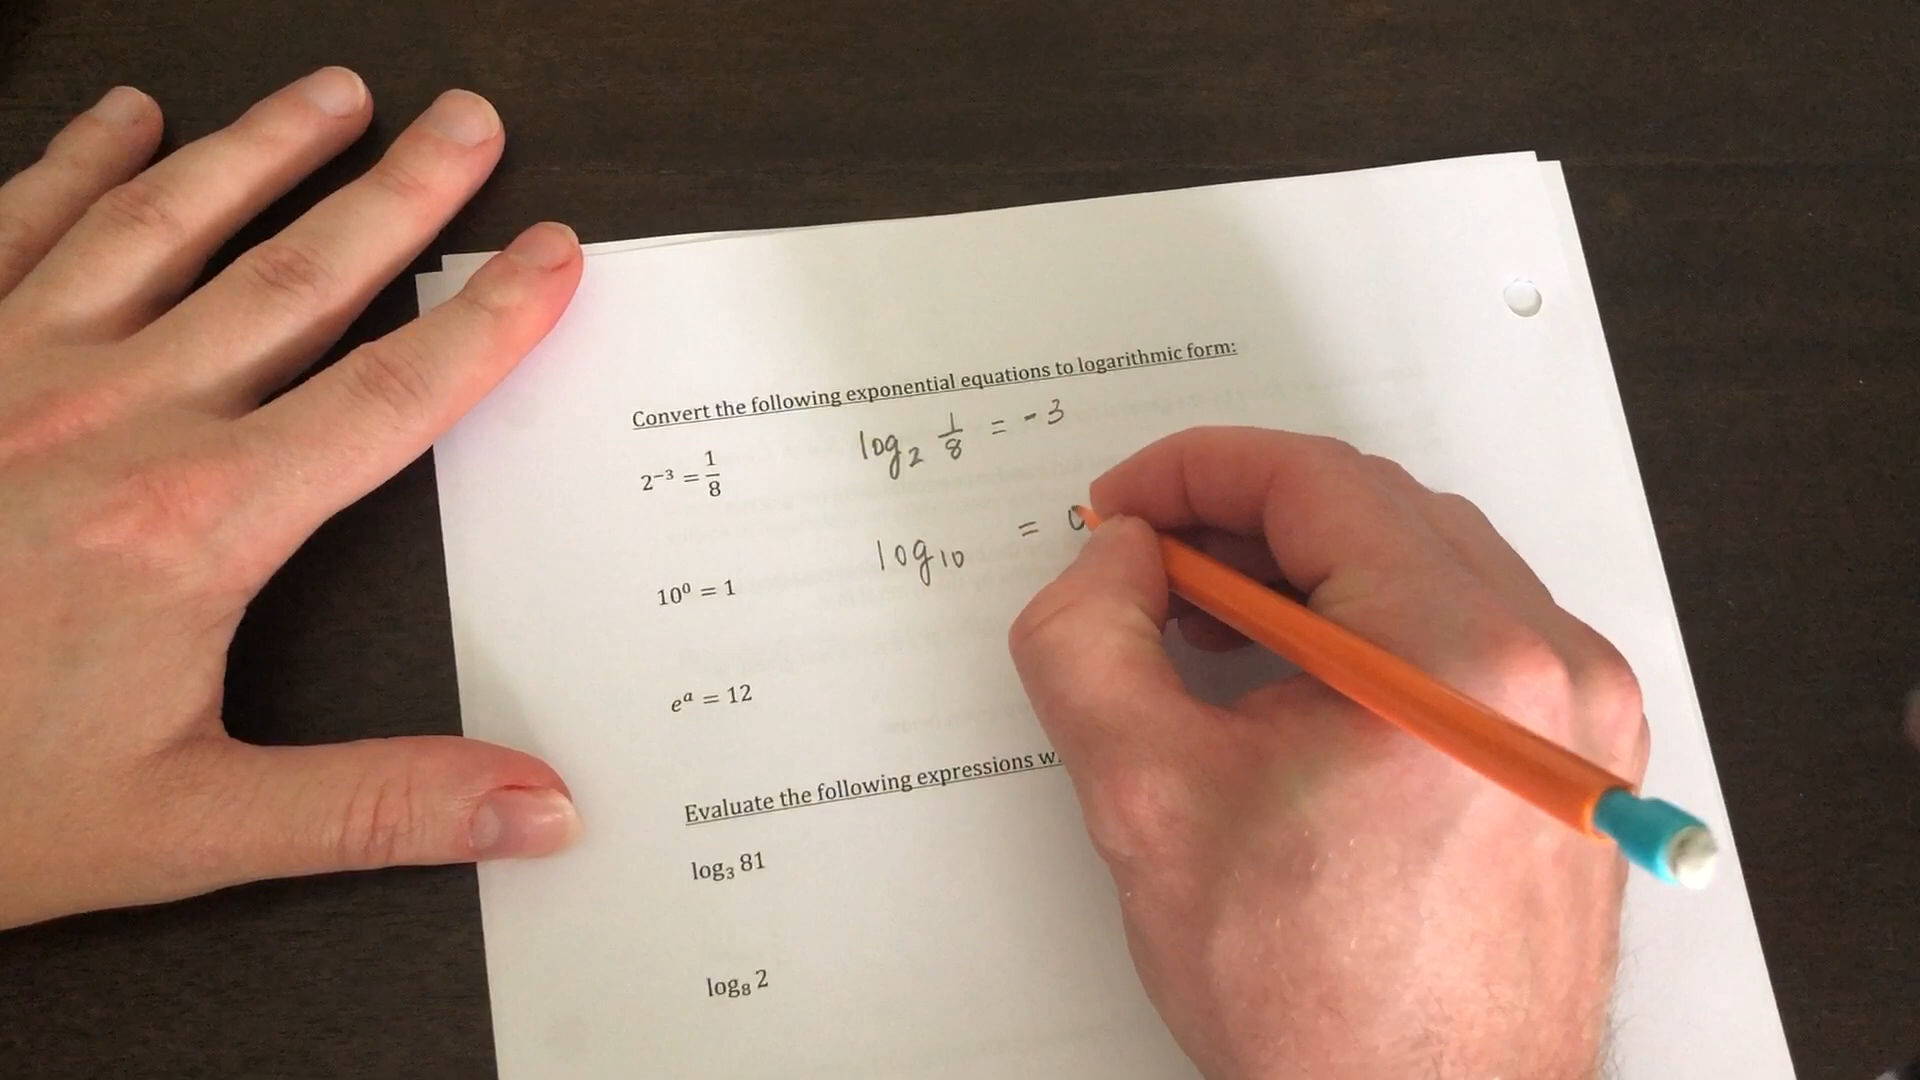 Convert the following exponential equations to logarithmic form:
2⁻³ = 1/8
log₂ 1/8 = -3
10⁰ = 1
log₁₀ = 0
eᵃ = 12
Evaluate the following expressions
log₃ 81
log₈ 2